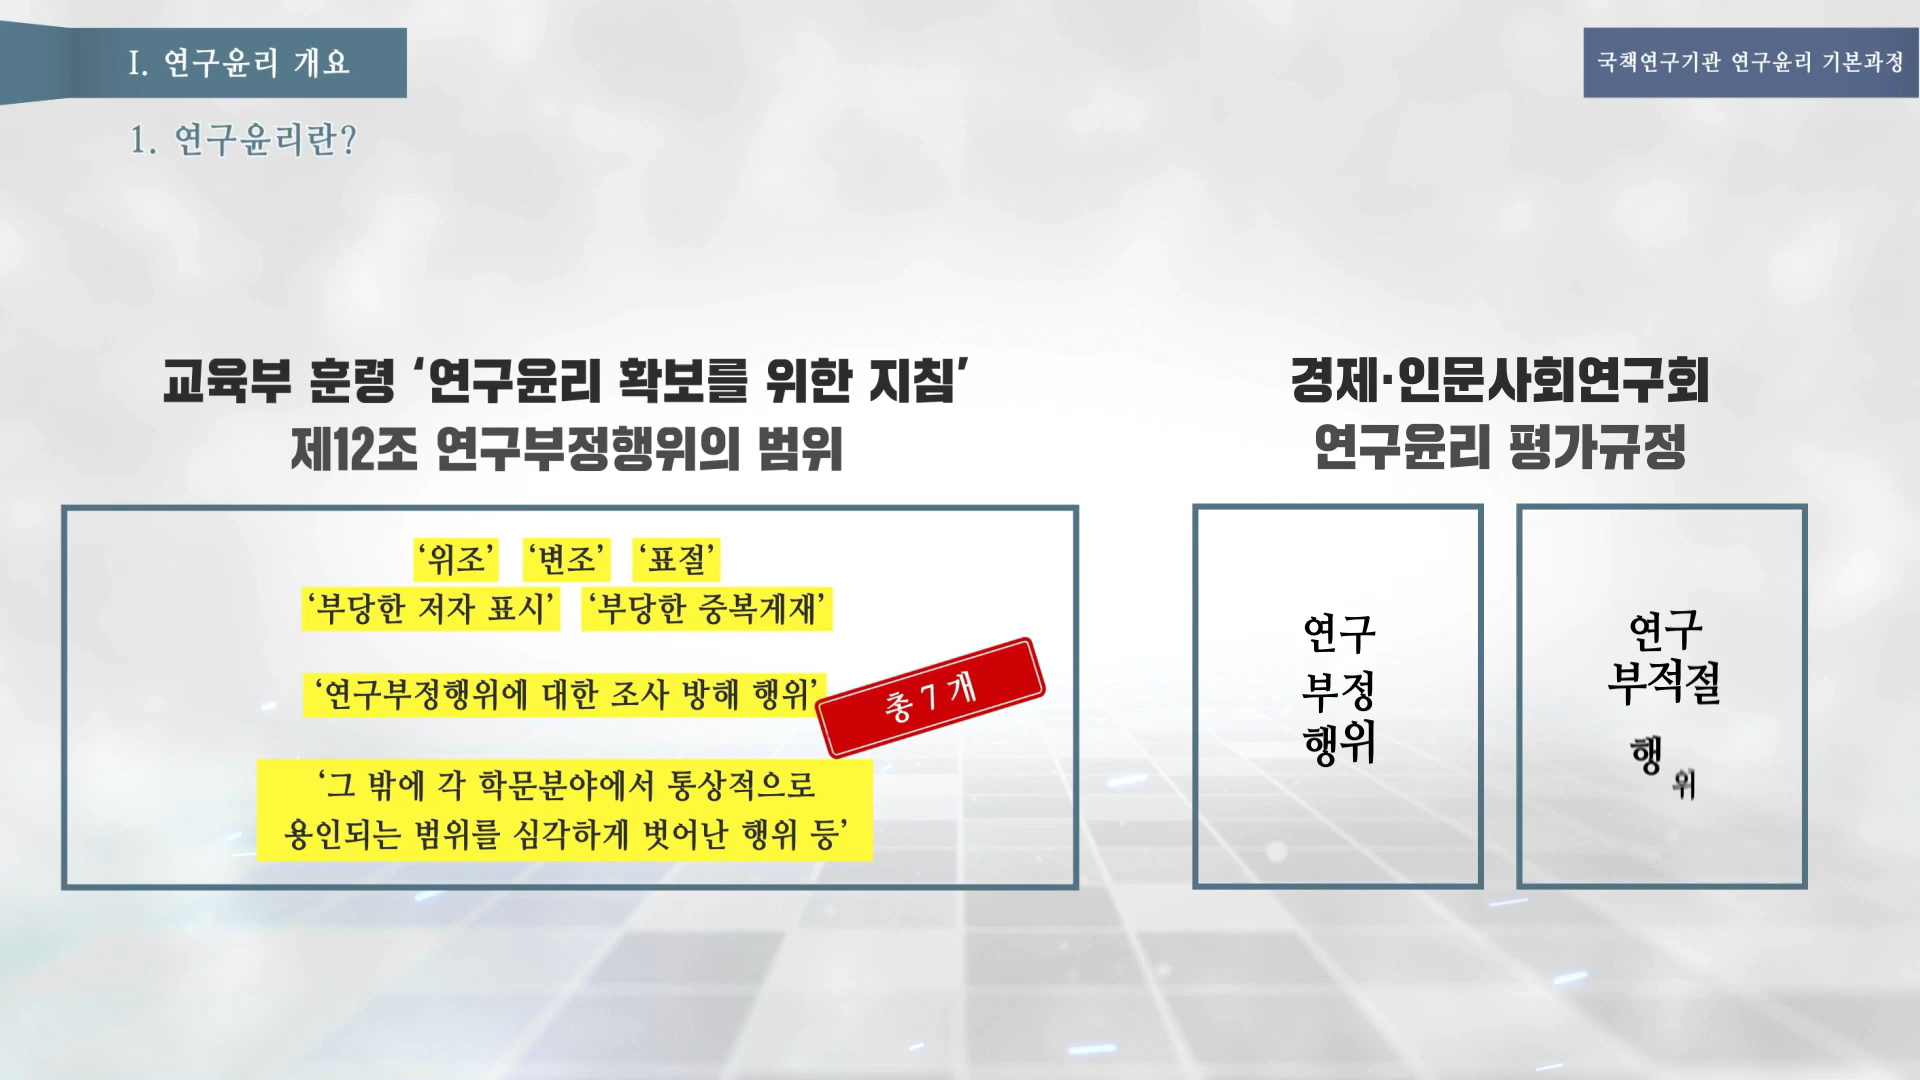 I. 연구윤리 개요
국책연구기관 연구윤리 기본과정
1. 연구윤리란?
교육부 훈령 ‘연구윤리 확보를 위한 지침’
제12조 연구부정행위의 범위
‘위조’ ‘변조’ ‘표절’
‘부당한 저자 표시’ ‘부당한 중복게재’
‘연구부정행위에 대한 조사 방해 행위’
총 7 개
‘그 밖에 각 학문분야에서 통상적으로
용인되는 범위를 심각하게 벗어난 행위 등’
경제·인문사회연구회
연구윤리 평가규정
연구
부정
행위
연구
부적절
행위